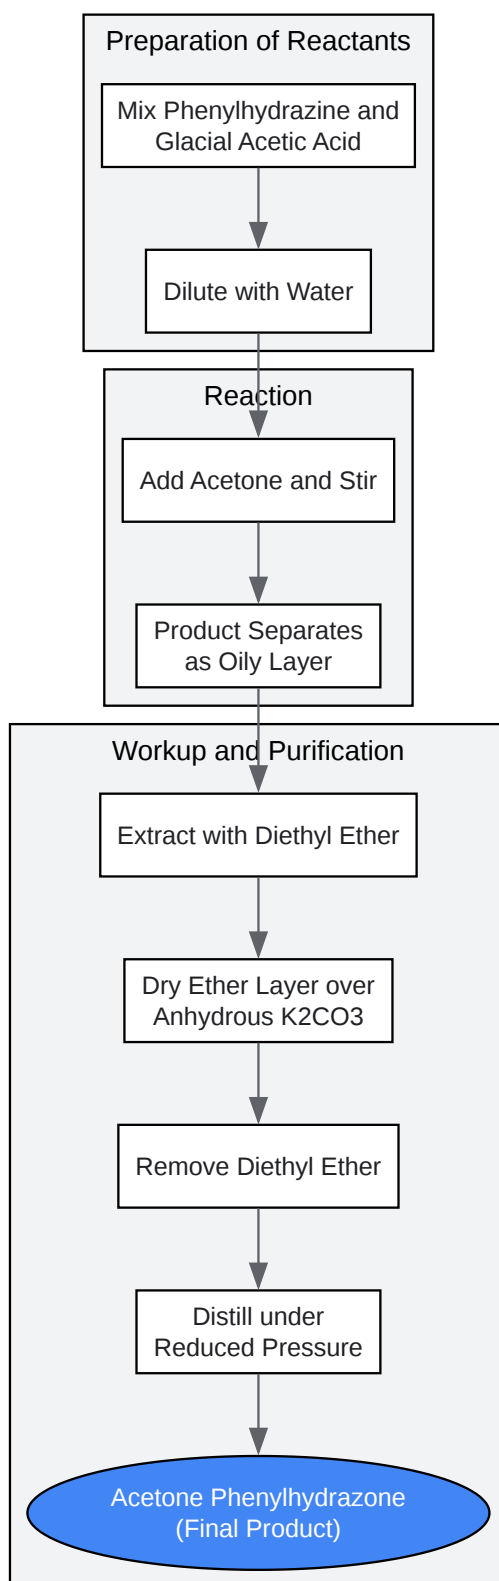 Preparation of Reactants
Mix Phenylhydrazine and
Glacial Acetic Acid
Dilute with Water
Reaction
Add Acetone and Stir
Product Separates
as Oily Layer
Workup and Purification
Extract with Diethyl Ether
Dry Ether Layer over
Anhydrous K2CO3
Remove Diethyl Ether
Distill under
Reduced Pressure
Acetone Phenylhydrazone
(Final Product)